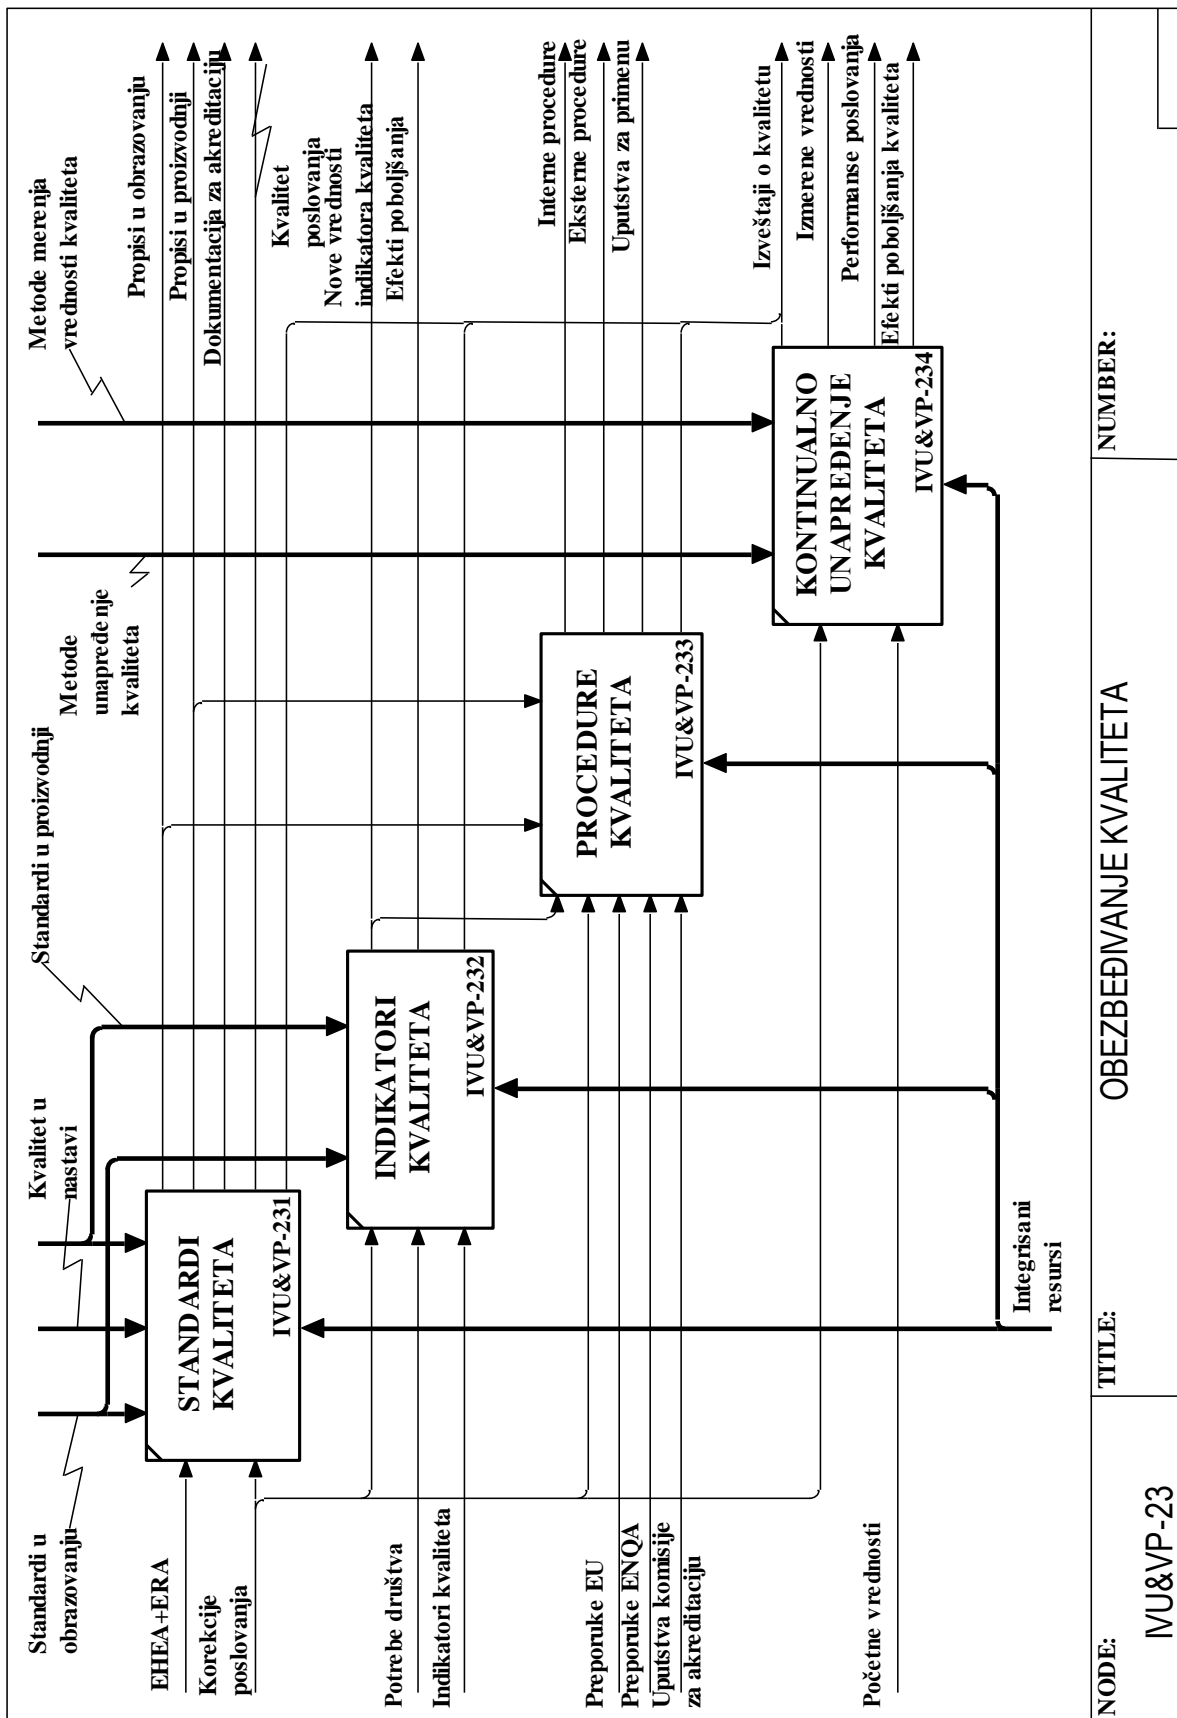 Standardi u
obrazovanju
Kvalitet u
nastavi
Standardi u proizvodnji
Metode
unapređenje
kvaliteta
Metode merenja
vrednosti kvaliteta
EHEA+ERA
Korekcije
poslovanja
STANDARDI
KVALITETA
IVU&VP-231
Propisi u obrazovanju
Propisi u proizvodnji
Dokumentacija za akreditaciju
Kvalitet
poslovanja
Potrebe društva
Indikatori kvaliteta
INDIKATORI
KVALITETA
IVU&VP-232
Nove vrednosti
indikatora kvaliteta
Efekti poboljšanja
Preporuke EU
Preporuke ENQA
Uputstva komisije
za akreditaciju
PROCEDURE
KVALITETA
IVU&VP-233
Interne procedure
Eksterne procedure
Uputstva za primenu
Početne vrednosti
KONTINUALNO
UNAPREĐENJE
KVALITETA
IVU&VP-234
Izveštaji o kvalitetu
Izmerene vrednosti
Performanse poslovanja
Efekti poboljšanja kvaliteta
Integrisani
resursi
NODE:
IVU&VP-23
TITLE:
OBEZBEĐIVANJE KVALITETA
NUMBER: